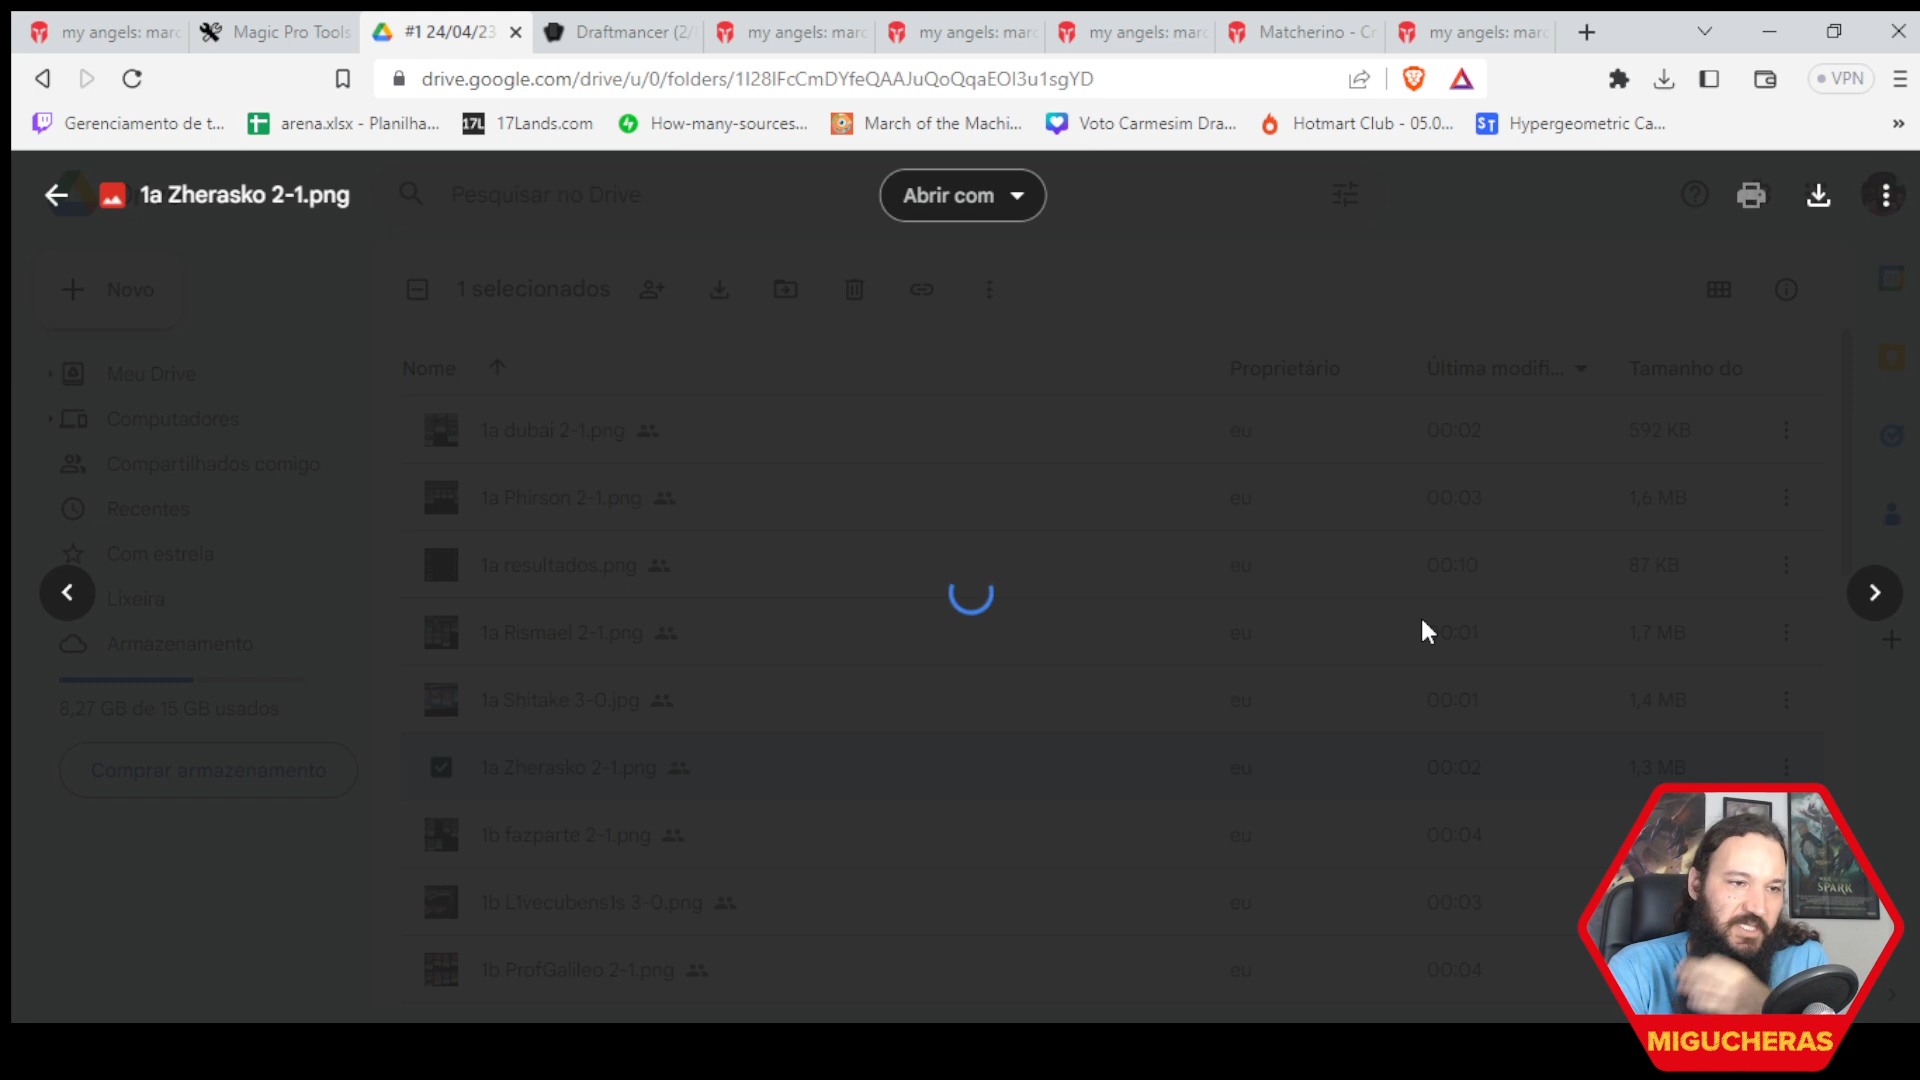 my angels: marc
Magic Pro Tools
#1 24/04/23
Draftmancer (2/
my angels: marc
my angels: marc
my angels: marc
Matcherino - Cr
my angels: marc
drive.google.com/drive/u/0/folders/1I28IFcCmDYfeQAAJuQoQqaEOI3u1sgYD
VPN
Gerenciamento de t...
arena.xlsx - Planilha...
17L
17Lands.com
How-many-sources...
March of the Machi...
Voto Carmesim Dra...
Hotmart Club - 05.0...
ST
Hypergeometric Ca...
1a Zherasko 2-1.png
Pesquisar no Drive
Abrir com
Novo
1 selecionados
Meu Drive
Computadores
Compartilhados comigo
Recentes
Com estrela
Lixeira
Armazenamento
8,27 GB de 15 GB usados
Comprar armazenamento
Nome
Proprietário
Última modifi...
Tamanho do
1a dubai 2-1.png
eu
00:02
592 KB
1a Phirson 2-1.png
eu
00:03
1,6 MB
1a resultados.png
eu
00:10
87 KB
1a Rismael 2-1.png
eu
00:01
1,7 MB
1a Shitake 3-0.jpg
eu
00:01
1,4 MB
1a Zherasko 2-1.png
eu
00:02
1,3 MB
1b fazparte 2-1.png
eu
00:04
1b L1vecubens1s 3-0.png
eu
00:03
1b ProfGalileo 2-1.png
eu
00:04
SPARK
MIGUCHERAS